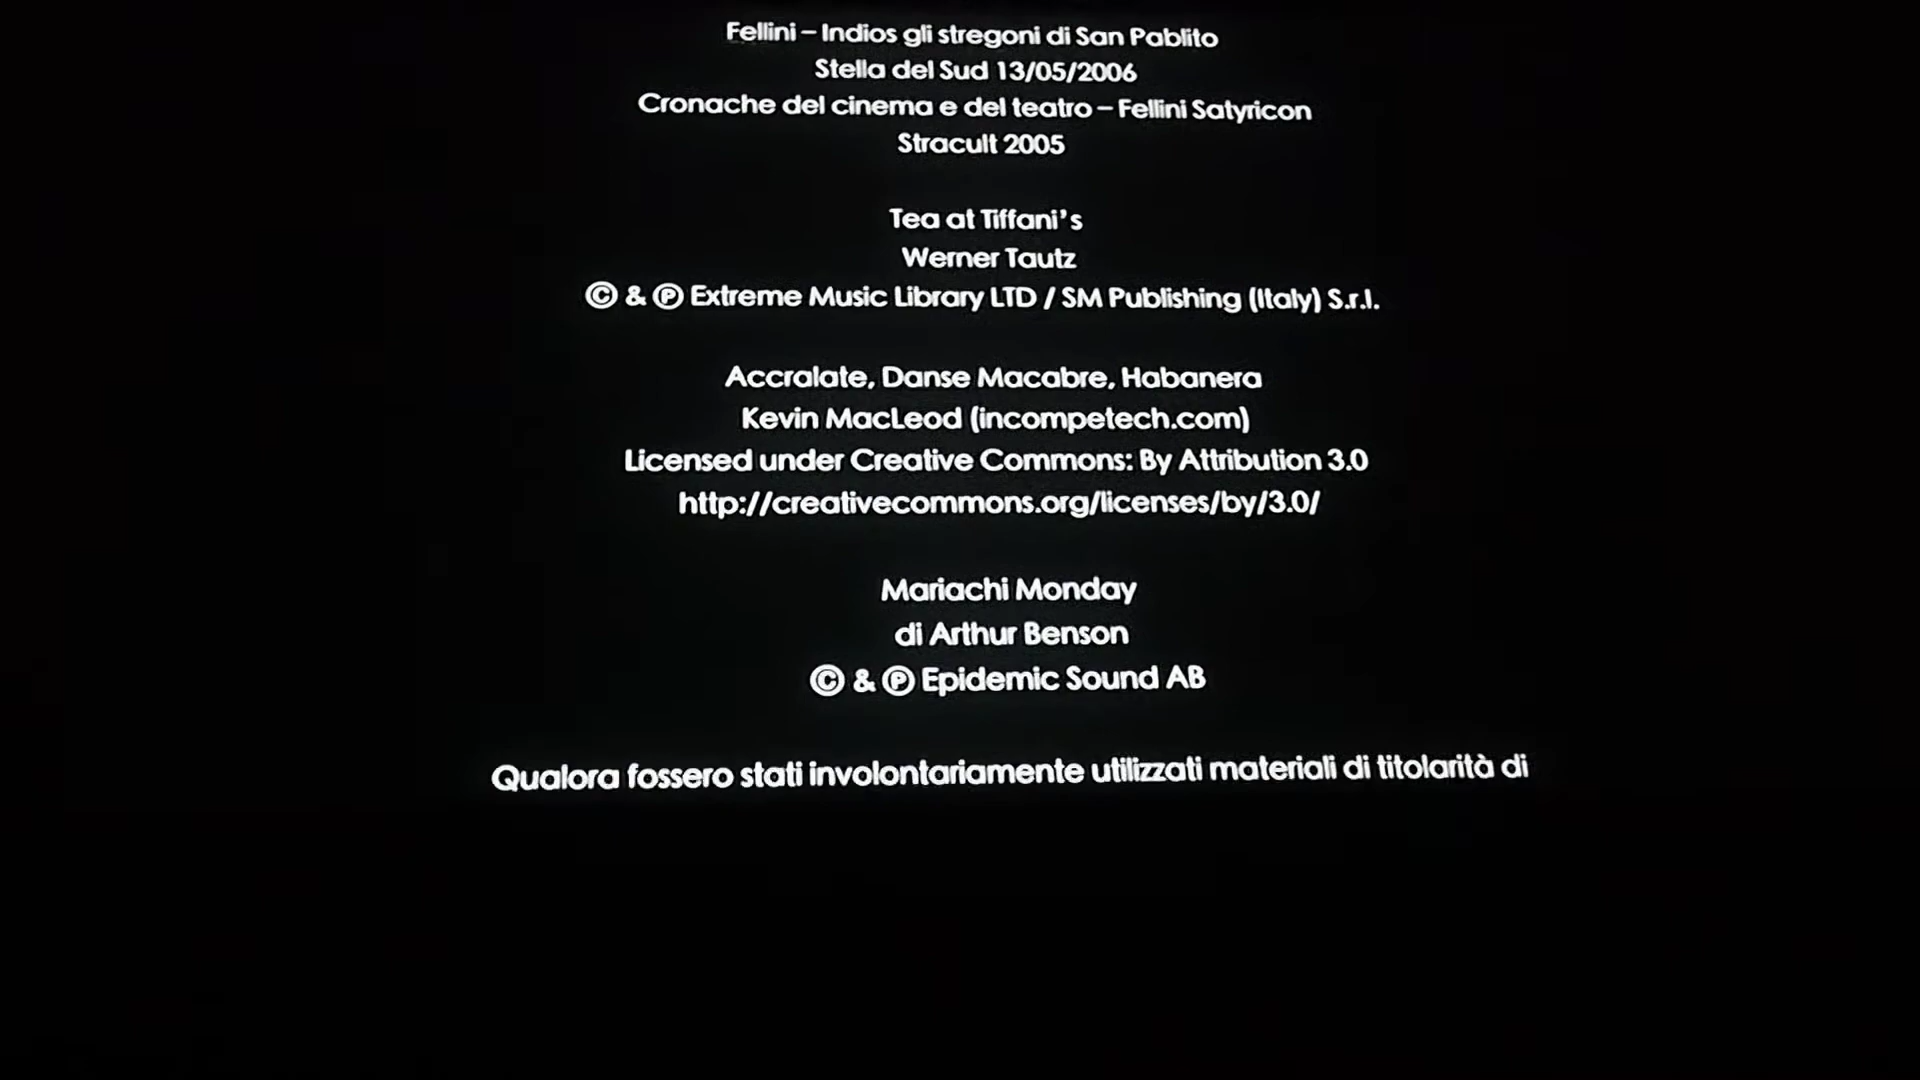 Fellini – Indios gli stregoni di San Pablito
Stella del Sud 13/05/2006
Cronache del cinema e del teatro – Fellini Satyricon
Stracult 2005
Tea at Tiffani’s
Werner Tautz
© & ℗ Extreme Music Library LTD / SM Publishing (Italy) S.r.l.
Accralate, Danse Macabre, Habanera
Kevin MacLeod (incompetech.com)
Licensed under Creative Commons: By Attribution 3.0
http://creativecommons.org/licenses/by/3.0/
Mariachi Monday
di Arthur Benson
© & ℗ Epidemic Sound AB
Qualora fossero stati involontariamente utilizzati materiali di titolarità di